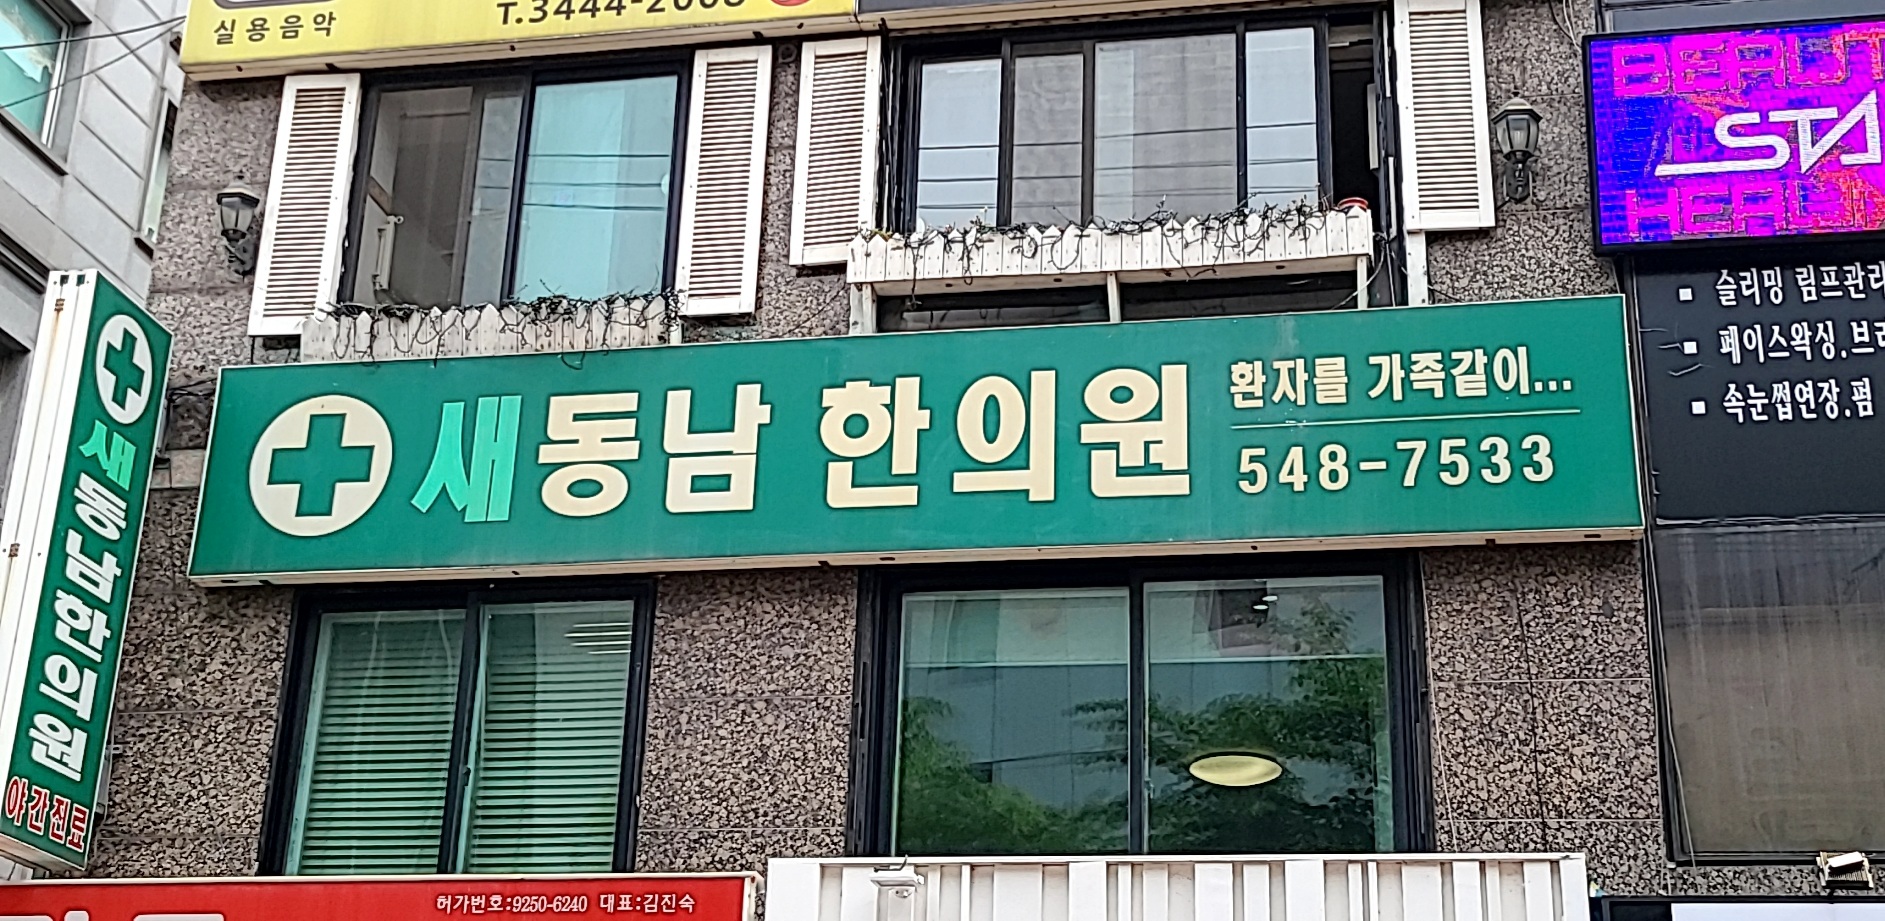 실용음악
새동남 한의원
환자를 가족같이...
548-7533
새동남한의원
야간진료
슬리밍 림프관리
페이스왁싱.브라
속눈썹연장.펌
허가번호:9250-6240 대표:김진숙